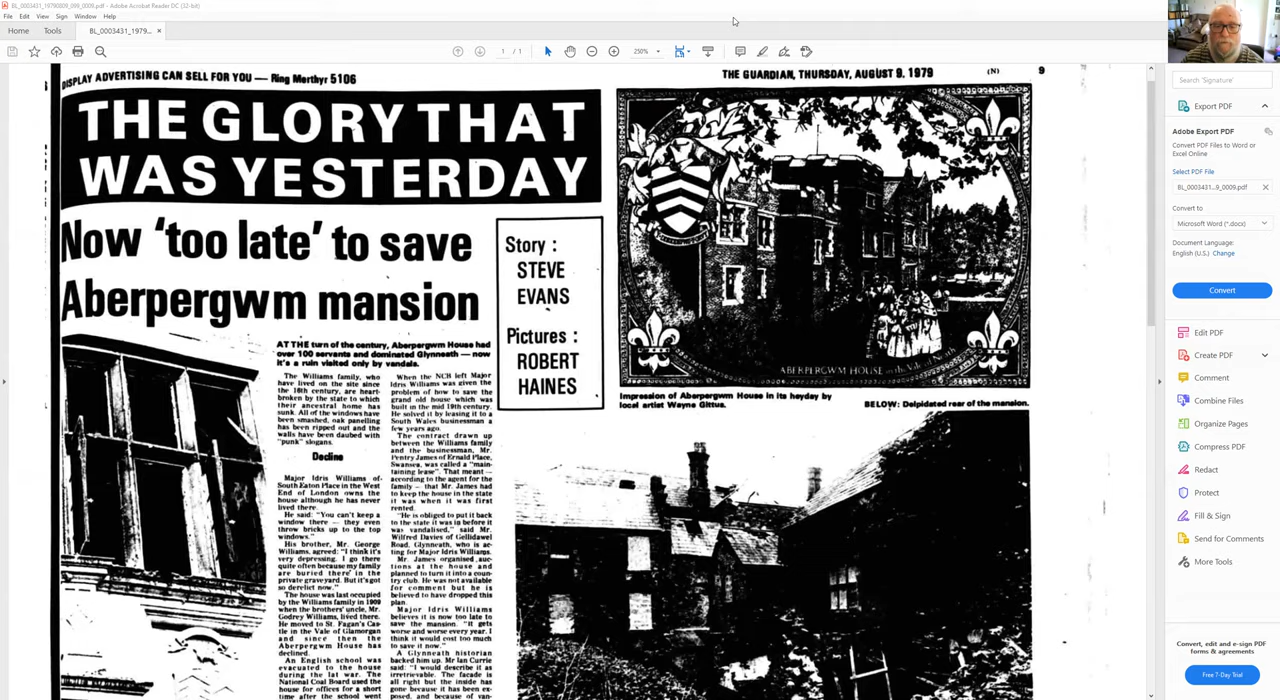 BL_0003431_19790809_099_0009.pdf - Adobe Acrobat Reader DC (32-bit)
File Edit View Sign Window Help
Home Tools BL_0003431_1979... ×
1 / 1
250%
DISPLAY ADVERTISING CAN SELL FOR YOU — Ring Merthyr 5106
THE GUARDIAN, THURSDAY, AUGUST 9, 1979 (N) 9
THE GLORY THAT
WAS YESTERDAY
Now 'too late' to save
Aberpergwm mansion
Story :
STEVE
EVANS
Pictures :
ROBERT
HAINES
AT THE turn of the century, Aberpergwm House had
over 100 servants and dominated Glynneath — now
it's a ruin visited only by vandals.
The Williams family, who
have lived on the site since
the 16th century, are heart-
broken by the state to which
their ancestral home has
sunk. All of the windows have
been smashed, oak panelling
has been ripped out and the
walls have been daubed with
"punk" slogans.
Decline
Major Idris Williams of
South Eaton Place in the West
End of London owns the
house although he has never
lived there.
He said: "You can't keep a
window there — they even
throw bricks up to the top
windows."
His brother, Mr. George
Williams, agreed: "I think it's
very depressing. I go there
quite often because my family
are buried there in the
private graveyard. But it's got
so derelict now."
The house was last occupied
by the Williams family in 1909
when the brothers' uncle, Mr.
Godrey Williams, lived there.
He moved to St. Fagan's Cas-
tle in the Vale of Glamorgan
and since then the
Aberpergwm House has
declined.
An English school was
evacuated to the house
during the lat war. The
National Coal Board used the
house for offices for a short
time after the school went
When the NCB left Major
Idris Williams was given the
problem of how to save the
grand old house which was
built in the mid 19th century.
He solved it by leasing it to a
South Wales businessman a
few years ago.
The contract drawn up
between the Williams family
and the businessman, Mr.
Pentry James of Ernald Place,
Swansea, was called a "main-
taining lease". That meant —
according to the agent for the
family — that Mr. James had
to keep the house in the state
it was when it was first
rented.
"He is obliged to put it back
to the state it was in before it
was vandalised," said Mr.
Wilfred Davies of Gellidawel
Road, Glynneath, who is ac-
ting for Major Idris Williams.
Mr. James organised auc-
tions at the house and
planned to turn it into a coun-
try club. He was not available
for comment but he is
believed to have dropped this
plan.
Major Idris Williams
believes it is now too late to
save the mansion. "It gets
worse and worse every year. I
think it would cost too much
to save it now."
A Glynneath historian
backed him up. Mr Ian Currie
said: "I would describe it as
irretrievable. The facade is
all right but the inside has
gone because it has been ex-
posed, and because of van-
ABERPERGWM HOUSE in the Vale of Neath
Impression of Aberpergwm House in its heyday by
local artist Wayne Gittus.
BELOW: Delpidated rear of the mansion.
Search 'Signature'
Export PDF
Adobe Export PDF
Convert PDF Files to Word or
Excel Online
Select PDF File
BL_0003431...9_0009.pdf ×
Convert to
Microsoft Word (*.docx)
Document Language:
English (U.S.) Change
Convert
Edit PDF
Create PDF
Comment
Combine Files
Organize Pages
Compress PDF
Redact
Protect
Fill & Sign
Send for Comments
More Tools
Convert, edit and e-sign PDF
forms & agreements
Free 7-Day Trial